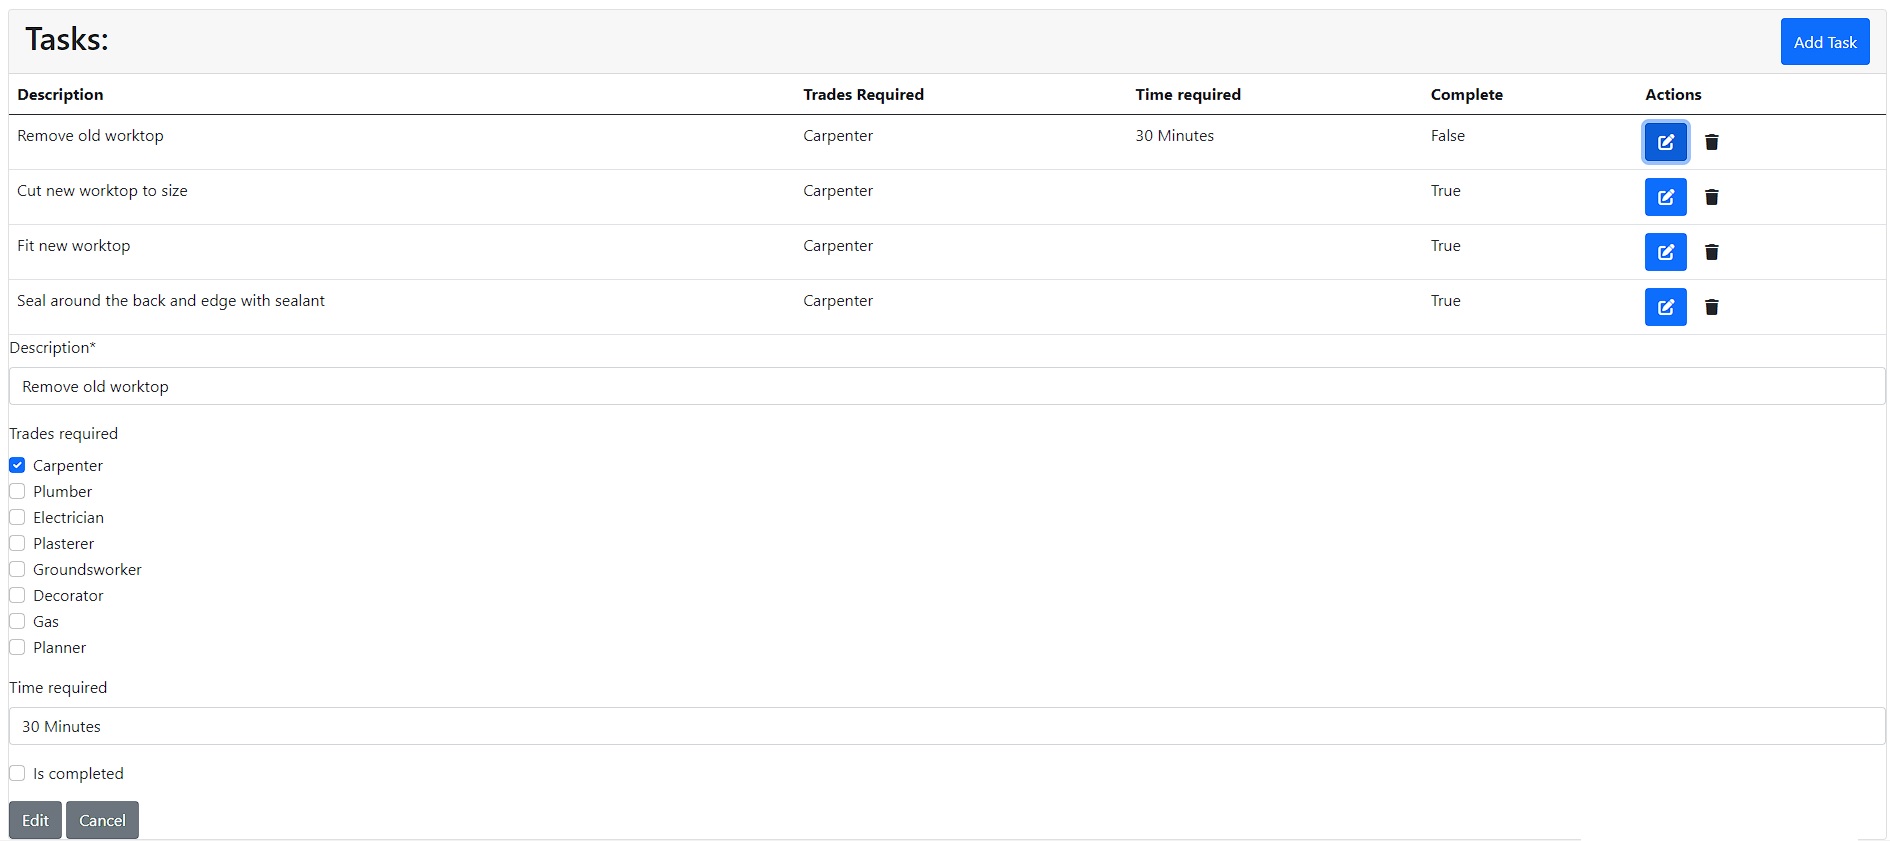 Tasks:
Add Task
Description Trades Required Time required Complete Actions
Remove old worktop Carpenter 30 Minutes False
Cut new worktop to size Carpenter True
Fit new worktop Carpenter True
Seal around the back and edge with sealant Carpenter True
Description*
Remove old worktop
Trades required
Carpenter
Plumber
Electrician
Plasterer
Groundsworker
Decorator
Gas
Planner
Time required
30 Minutes
Is completed
Edit Cancel